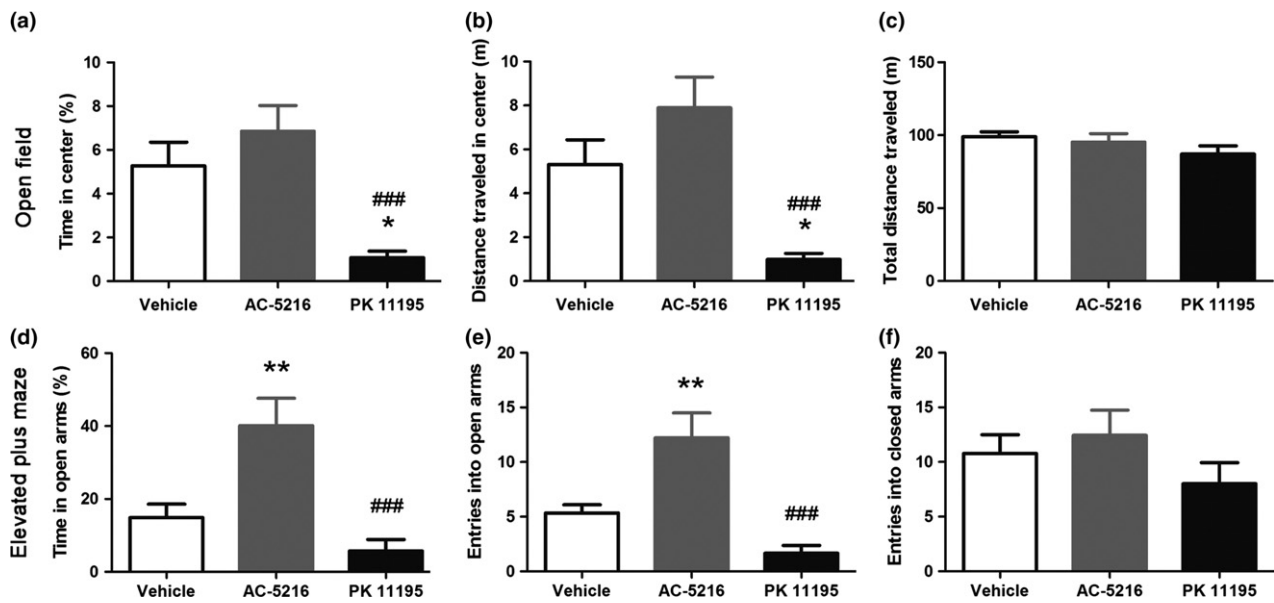 (a)
(b)
(c)
Open field
Time in center (%)
10
8
6
4
2
0
###
*
Vehicle
AC-5216
PK 11195
Distance traveled in center (m)
10
8
6
4
2
0
###
*
Vehicle
AC-5216
PK 11195
Total distance traveled (m)
150
100
50
0
Vehicle
AC-5216
PK 11195
(d)
(e)
(f)
Elevated plus maze
Time in open arms (%)
60
40
20
0
**
###
Vehicle
AC-5216
PK 11195
Entries into open arms
20
15
10
5
0
**
###
Vehicle
AC-5216
PK 11195
Entries into closed arms
20
15
10
5
0
Vehicle
AC-5216
PK 11195